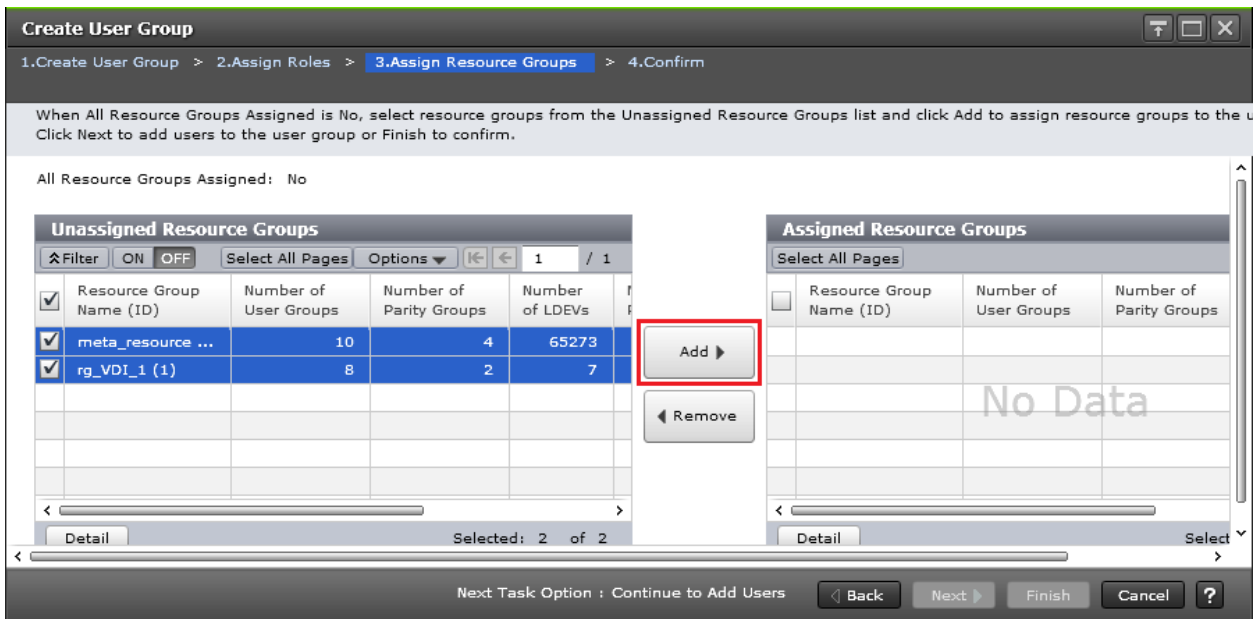 Create User Group
1.Create User Group > 2.Assign Roles > 3.Assign Resource Groups > 4.Confirm
When All Resource Groups Assigned is No, select resource groups from the Unassigned Resource Groups list and click Add to assign resource groups to the
Click Next to add users to the user group or Finish to confirm.
All Resource Groups Assigned: No
Unassigned Resource Groups
Filter ON OFF Select All Pages Options 1 / 1
Resource Group Name (ID)
Number of User Groups
Number of Parity Groups
Number of LDEVs
meta_resource ... 10 4 65273
rg_VDI_1 (1) 8 2 7
Detail Selected: 2 of 2
Add
Remove
Assigned Resource Groups
Select All Pages
Resource Group Name (ID)
Number of User Groups
Number of Parity Groups
No Data
Detail Select
Next Task Option : Continue to Add Users Back Next Finish Cancel ?